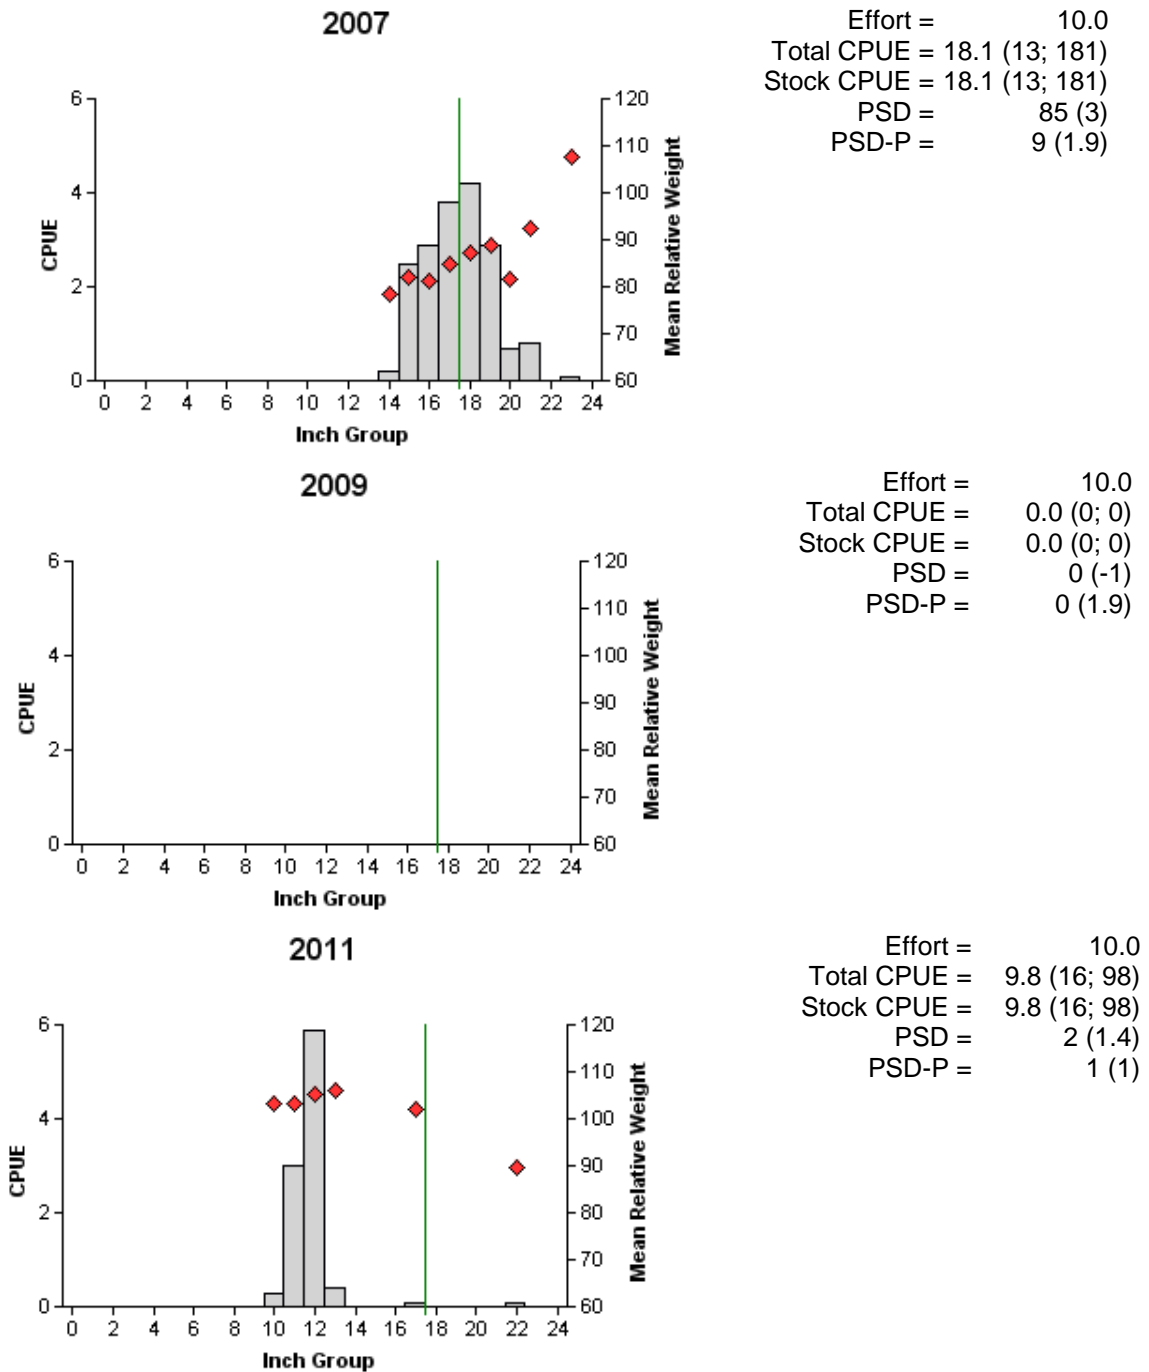 2007
Effort = 10.0
Total CPUE = 18.1 (13; 181)
Stock CPUE = 18.1 (13; 181)
PSD = 85 (3)
PSD-P = 9 (1.9)
6
4
2
0
CPUE
120
110
100
90
80
70
60
Mean Relative Weight
0 2 4 6 8 10 12 14 16 18 20 22 24
Inch Group
2009
Effort = 10.0
Total CPUE = 0.0 (0; 0)
Stock CPUE = 0.0 (0; 0)
PSD = 0 (-1)
PSD-P = 0 (1.9)
6
4
2
0
CPUE
120
110
100
90
80
70
60
Mean Relative Weight
0 2 4 6 8 10 12 14 16 18 20 22 24
Inch Group
2011
Effort = 10.0
Total CPUE = 9.8 (16; 98)
Stock CPUE = 9.8 (16; 98)
PSD = 2 (1.4)
PSD-P = 1 (1)
6
4
2
0
CPUE
120
110
100
90
80
70
60
Mean Relative Weight
0 2 4 6 8 10 12 14 16 18 20 22 24
Inch Group